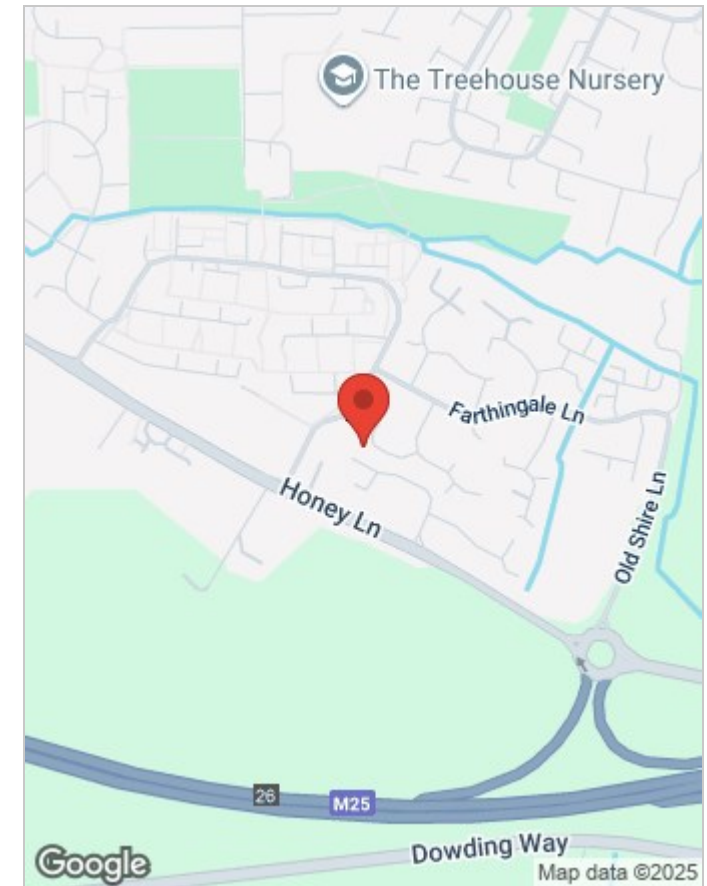 The Treehouse Nursery
Farthingale Ln
Honey Ln
Old Shire Ln
26
M25
Dowding Way
Google
Map data ©2025